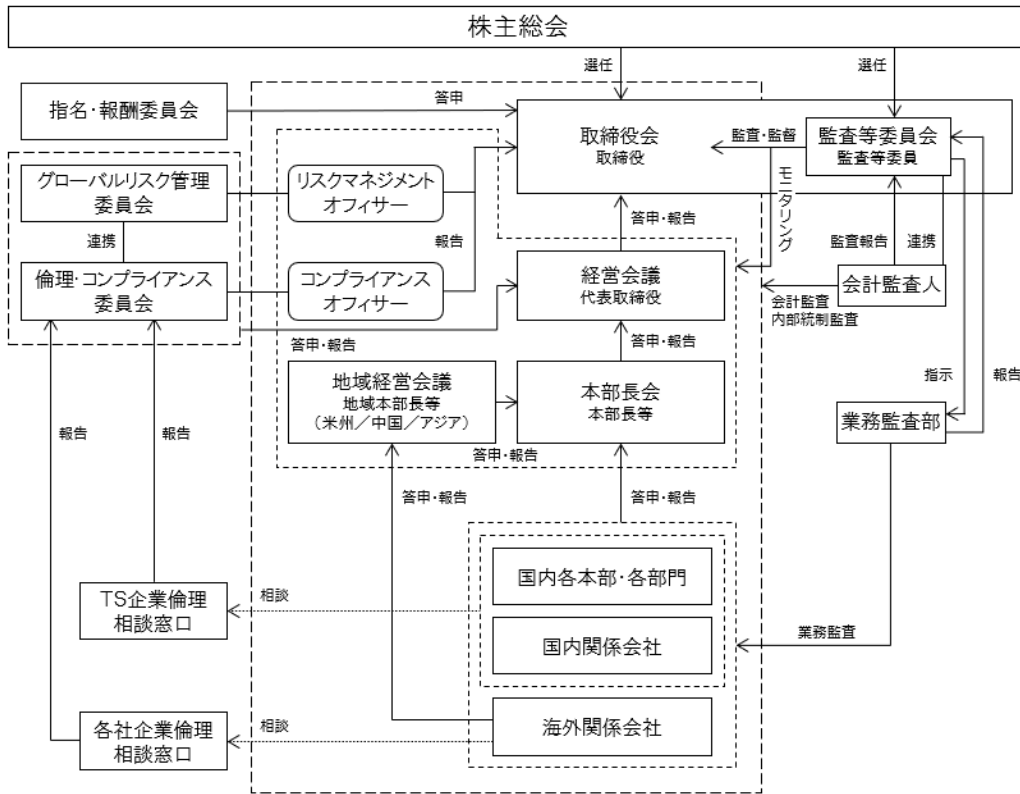 株主総会
選任
選任
指名・報酬委員会
答申
取締役会
取締役
監査・監督
監査等委員会
監査等委員
グローバルリスク管理
委員会
リスクマネジメント
オフィサー
モニタリング
連携
報告
答申・報告
監査報告
連携
倫理・コンプライアンス
委員会
コンプライアンス
オフィサー
経営会議
代表取締役
会計監査人
会計監査
内部統制監査
答申・報告
答申・報告
地域経営会議
地域本部長等
（米州／中国／アジア）
本部長会
本部長等
指示
報告
業務監査部
報告
報告
答申・報告
答申・報告
答申・報告
国内各本部・各部門
TS企業倫理
相談窓口
相談
国内関係会社
業務監査
各社企業倫理
相談窓口
相談
海外関係会社